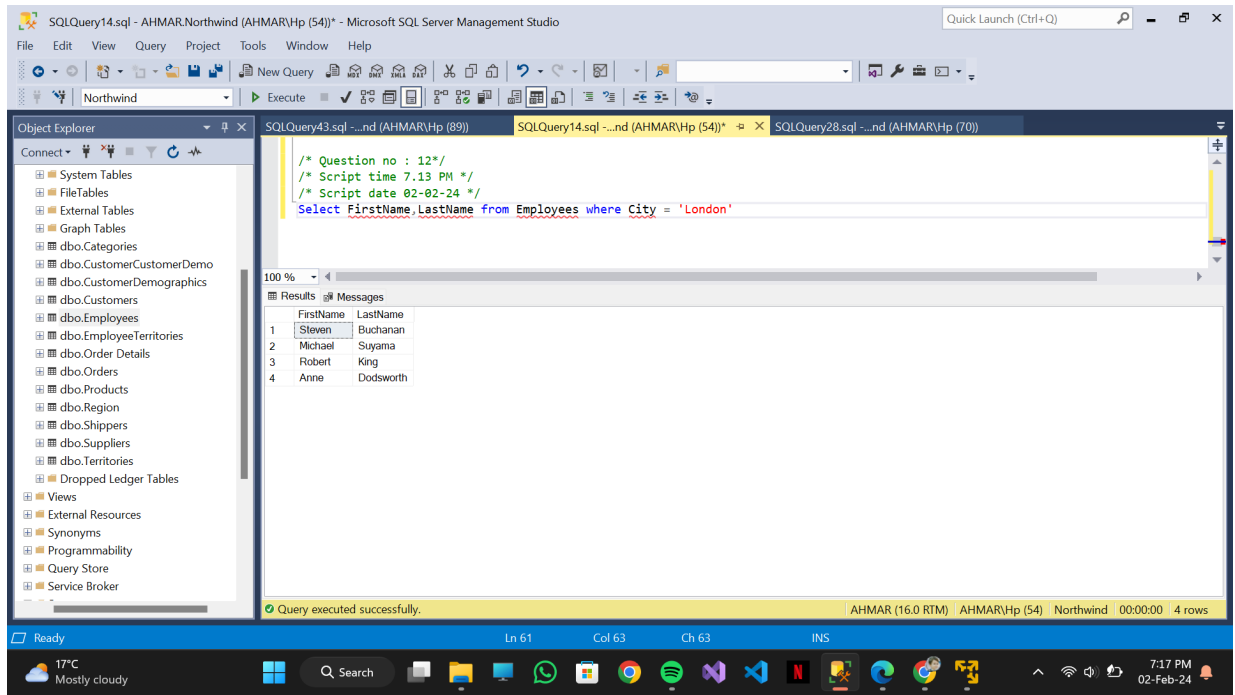 SQLQuery14.sql - AHMAR.Northwind (AHMAR\Hp (54))* - Microsoft SQL Server Management Studio
Quick Launch (Ctrl+Q)
File Edit View Query Project Tools Window Help
New Query MDX DMX XMLA DAX
Northwind Execute
Object Explorer
SQLQuery43.sql -...nd (AHMAR\Hp (89)) SQLQuery14.sql -...nd (AHMAR\Hp (54))* SQLQuery28.sql -...nd (AHMAR\Hp (70))
Connect
System Tables
FileTables
External Tables
Graph Tables
dbo.Categories
dbo.CustomerCustomerDemo
dbo.CustomerDemographics
dbo.Customers
dbo.Employees
dbo.EmployeeTerritories
dbo.Order Details
dbo.Orders
dbo.Products
dbo.Region
dbo.Shippers
dbo.Suppliers
dbo.Territories
Dropped Ledger Tables
Views
External Resources
Synonyms
Programmability
Query Store
Service Broker
/* Question no : 12*/
/* Script time 7.13 PM */
/* Script date 02-02-24 */
Select FirstName,LastName from Employees where City = 'London'
100 %
Results Messages
FirstName LastName
1 Steven Buchanan
2 Michael Suyama
3 Robert King
4 Anne Dodsworth
Query executed successfully. AHMAR (16.0 RTM) AHMAR\Hp (54) Northwind 00:00:00 4 rows
Ready Ln 61 Col 63 Ch 63 INS
17°C
Mostly cloudy
Search
N
7:17 PM
02-Feb-24